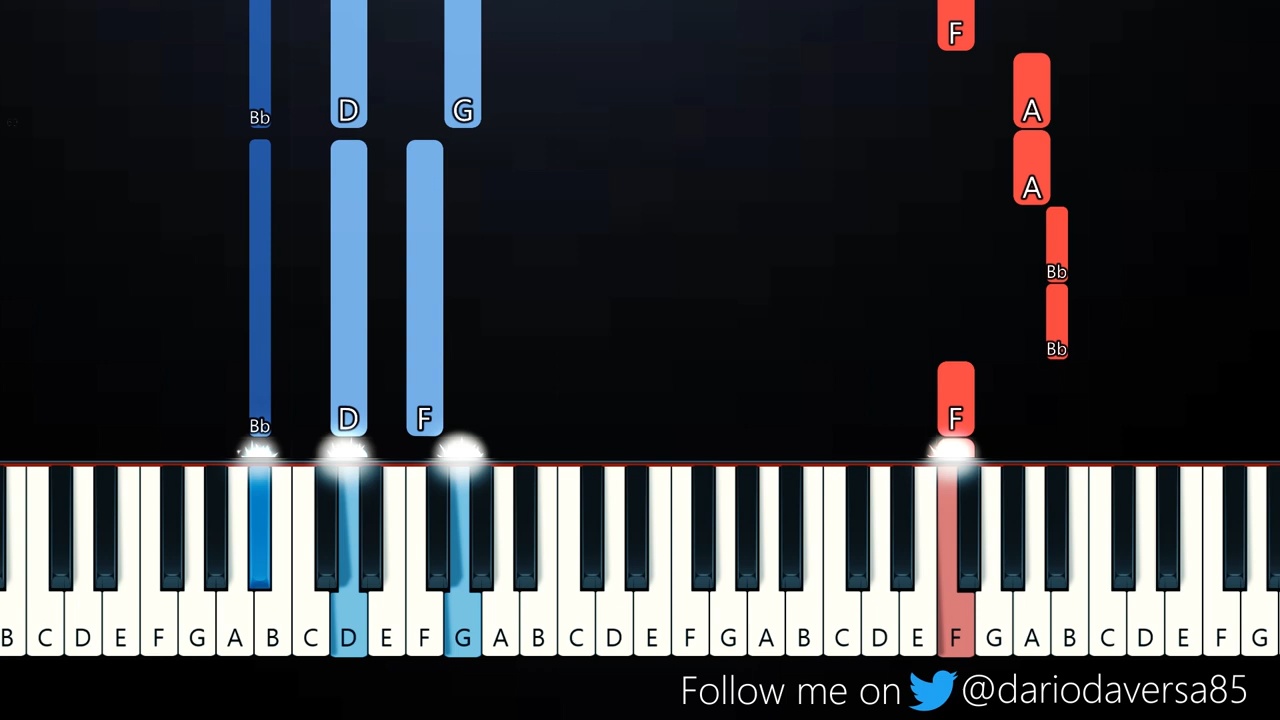 F
Bb D G A
A
Bb
Bb
Bb D F F
B C D E F G A B C D E F G A B C D E F G A B C D E F G A B C D E F G
Follow me on @dariodaversa85